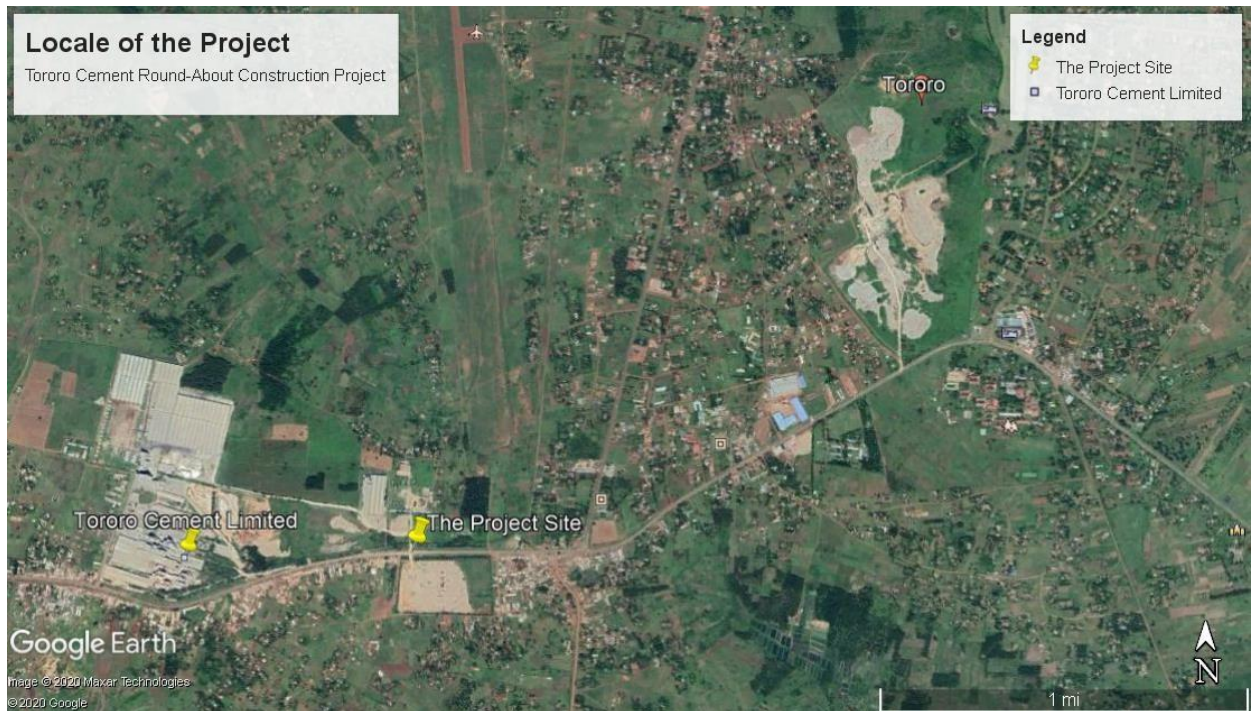 Locale of the Project
Tororo Cement Round-About Construction Project
Legend
The Project Site
Tororo Cement Limited
Tororo
Tororo Cement Limited
The Project Site
Google Earth
Image © 2020 Maxar Technologies
© 2020 Google
N
1 mi